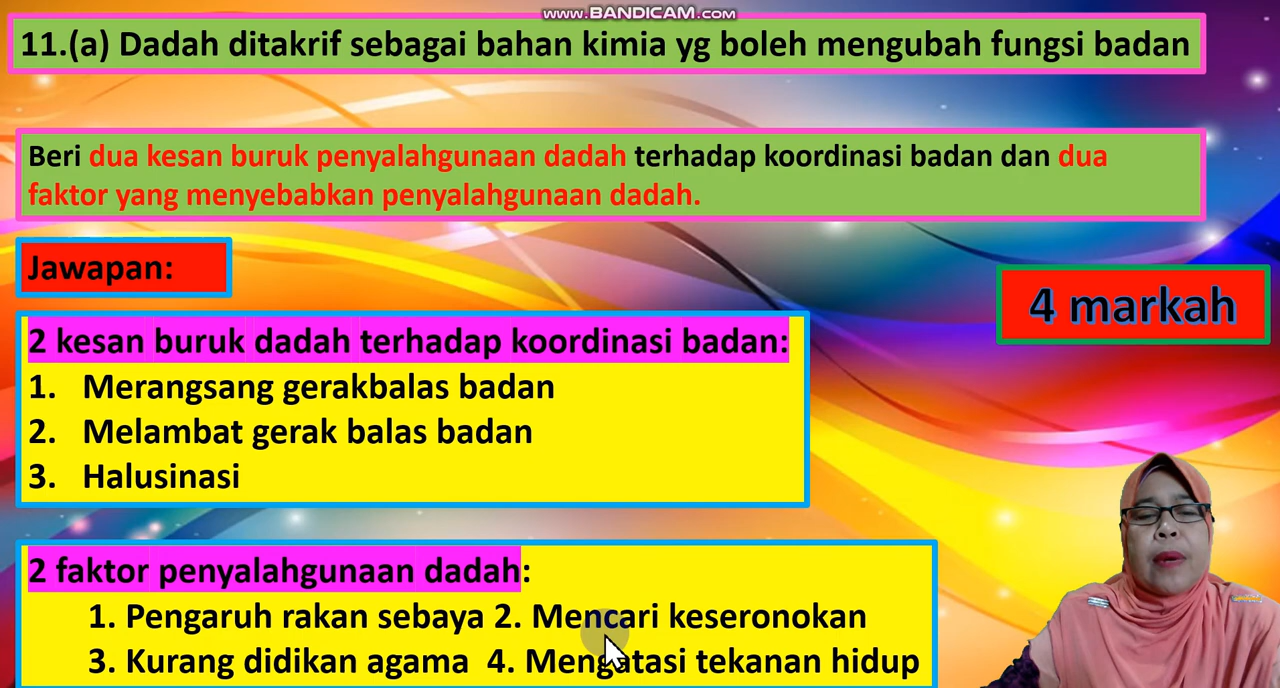 www.BANDICAM.com
11.(a) Dadah ditakrif sebagai bahan kimia yg boleh mengubah fungsi badan
Beri dua kesan buruk penyalahgunaan dadah terhadap koordinasi badan dan dua
faktor yang menyebabkan penyalahgunaan dadah.
Jawapan:
4 markah
2 kesan buruk dadah terhadap koordinasi badan:
1. Merangsang gerakbalas badan
2. Melambat gerak balas badan
3. Halusinasi
2 faktor penyalahgunaan dadah:
1. Pengaruh rakan sebaya 2. Mencari keseronokan
3. Kurang didikan agama 4. Mengatasi tekanan hidup